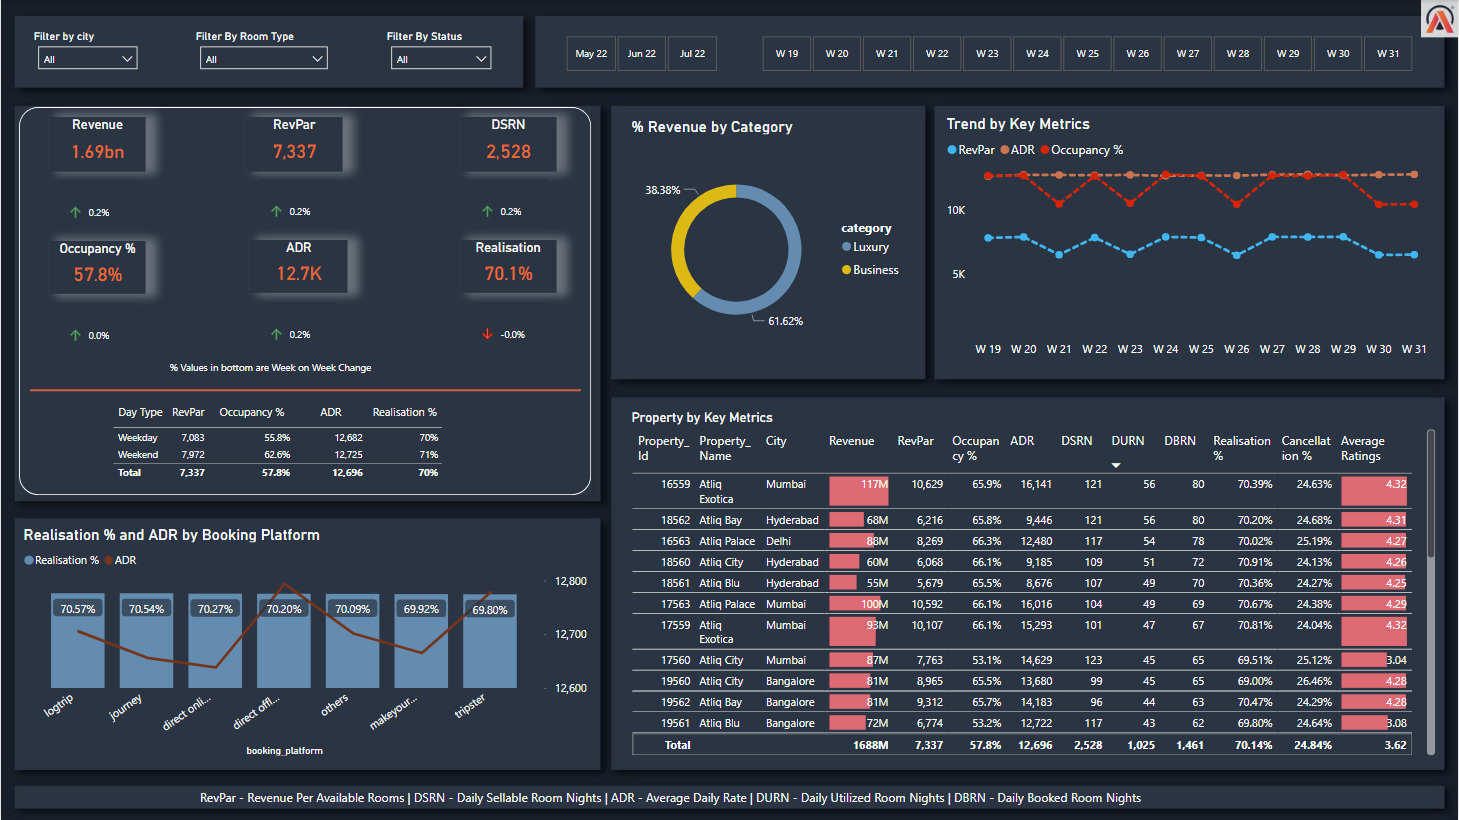 Filter by city
All
Filter By Room Type
All
Filter By Status
All
May 22 Jun 22 Jul 22
W 19 W 20 W 21 W 22 W 23 W 24 W 25 W 26 W 27 W 28 W 29 W 30 W 31
Revenue RevPar DSRN
1.69bn 7,337 2,528
0.2% 0.2% 0.2%
Occupancy % ADR Realisation
57.8% 12.7K 70.1%
0.0% 0.2% -0.0%
% Values in bottom are Week on Week Change
Day Type RevPar Occupancy % ADR Realisation %
Weekday 7,083 55.8% 12,682 70%
Weekend 7,972 62.6% 12,725 71%
Total 7,337 57.8% 12,696 70%
% Revenue by Category
38.38%
61.62%
category
Luxury
Business
Trend by Key Metrics
RevPar ADR Occupancy %
10K
5K
W 19 W 20 W 21 W 22 W 23 W 24 W 25 W 26 W 27 W 28 W 29 W 30 W 31
Realisation % and ADR by Booking Platform
Realisation % ADR
12,800
70.57% 70.54% 70.27% 70.20% 70.09% 69.92% 69.80%
12,700
12,600
logtrip journey direct onli... direct offl... others makeyour... tripster
booking_platform
Property by Key Metrics
Property_ Property_ City Revenue RevPar Occupan ADR DSRN DURN DBRN Realisation Cancellat Average
Id Name cy % % ion % Ratings
16559 Atliq Mumbai 117M 10,629 65.9% 16,141 121 56 80 70.39% 24.63% 4.32
Exotica
18562 Atliq Bay Hyderabad 68M 6,216 65.8% 9,446 121 56 80 70.20% 24.68% 4.31
16563 Atliq Palace Delhi 88M 8,269 66.3% 12,480 117 54 78 70.02% 25.19% 4.27
18560 Atliq City Hyderabad 60M 6,068 66.1% 9,185 109 51 72 70.91% 24.13% 4.26
18561 Atliq Blu Hyderabad 55M 5,679 65.5% 8,676 107 49 70 70.36% 24.27% 4.25
17563 Atliq Palace Mumbai 100M 10,592 66.1% 16,016 104 49 69 70.67% 24.38% 4.29
17559 Atliq Mumbai 93M 10,107 66.1% 15,293 101 47 67 70.81% 24.04% 4.32
Exotica
17560 Atliq City Mumbai 87M 7,763 53.1% 14,629 123 45 65 69.51% 25.12% 3.04
19560 Atliq City Bangalore 81M 8,965 65.5% 13,680 99 45 65 69.00% 26.46% 4.28
19562 Atliq Bay Bangalore 81M 9,312 65.7% 14,183 96 44 63 70.47% 24.29% 4.28
19561 Atliq Blu Bangalore 72M 6,774 53.2% 12,722 117 43 62 69.80% 24.64% 3.08
Total 1688M 7,337 57.8% 12,696 2,528 1,025 1,461 70.14% 24.84% 3.62
RevPar - Revenue Per Available Rooms | DSRN - Daily Sellable Room Nights | ADR - Average Daily Rate | DURN - Daily Utilized Room Nights | DBRN - Daily Booked Room Nights